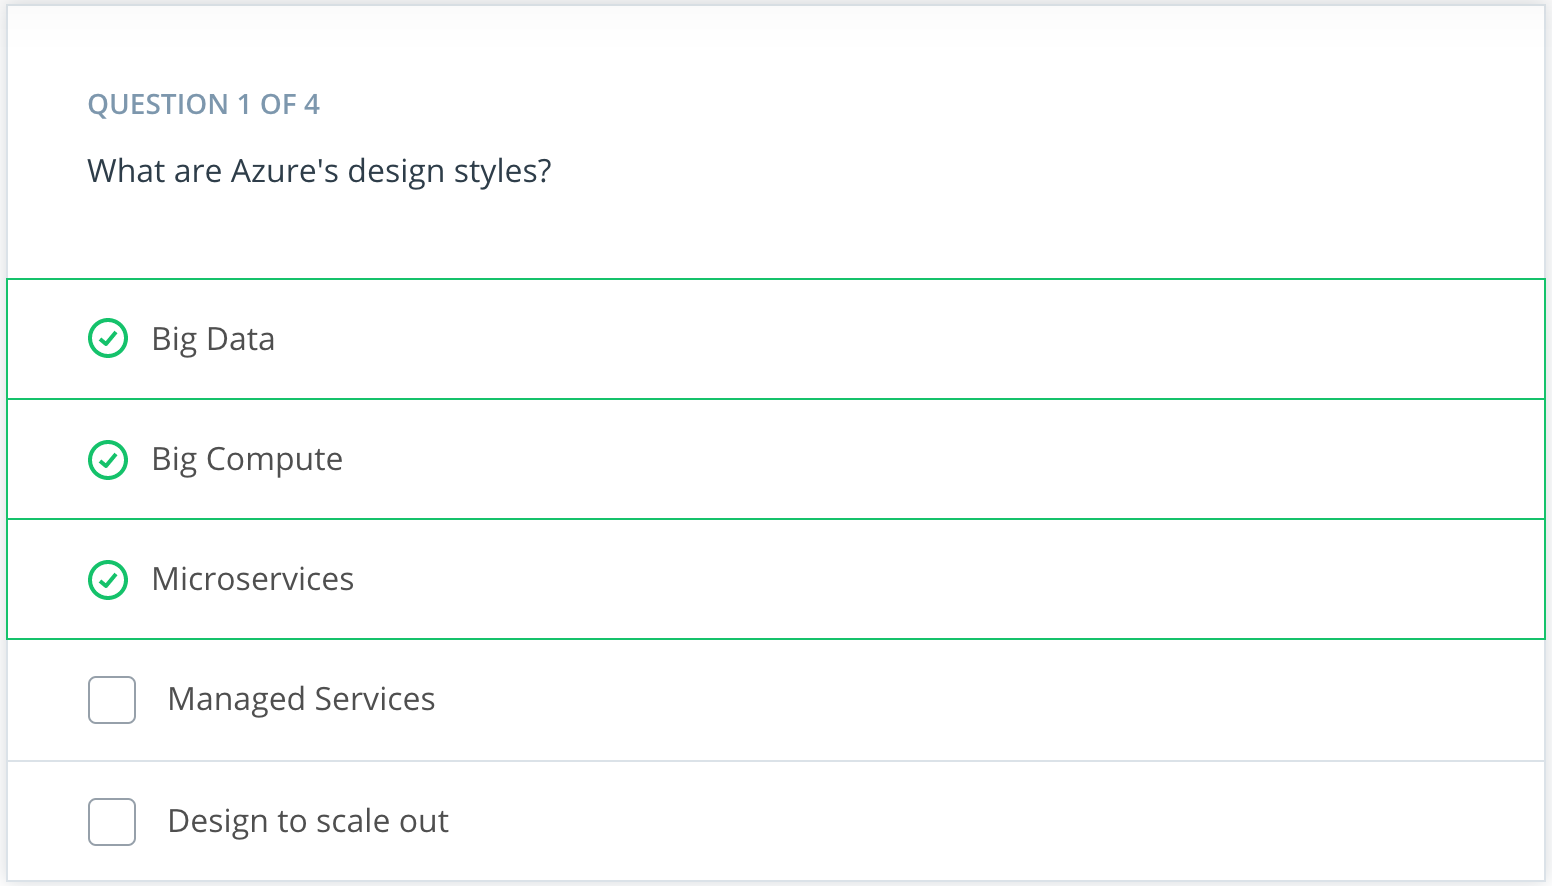 QUESTION 1 OF 4
What are Azure's design styles?
Big Data
Big Compute
Microservices
Managed Services
Design to scale out